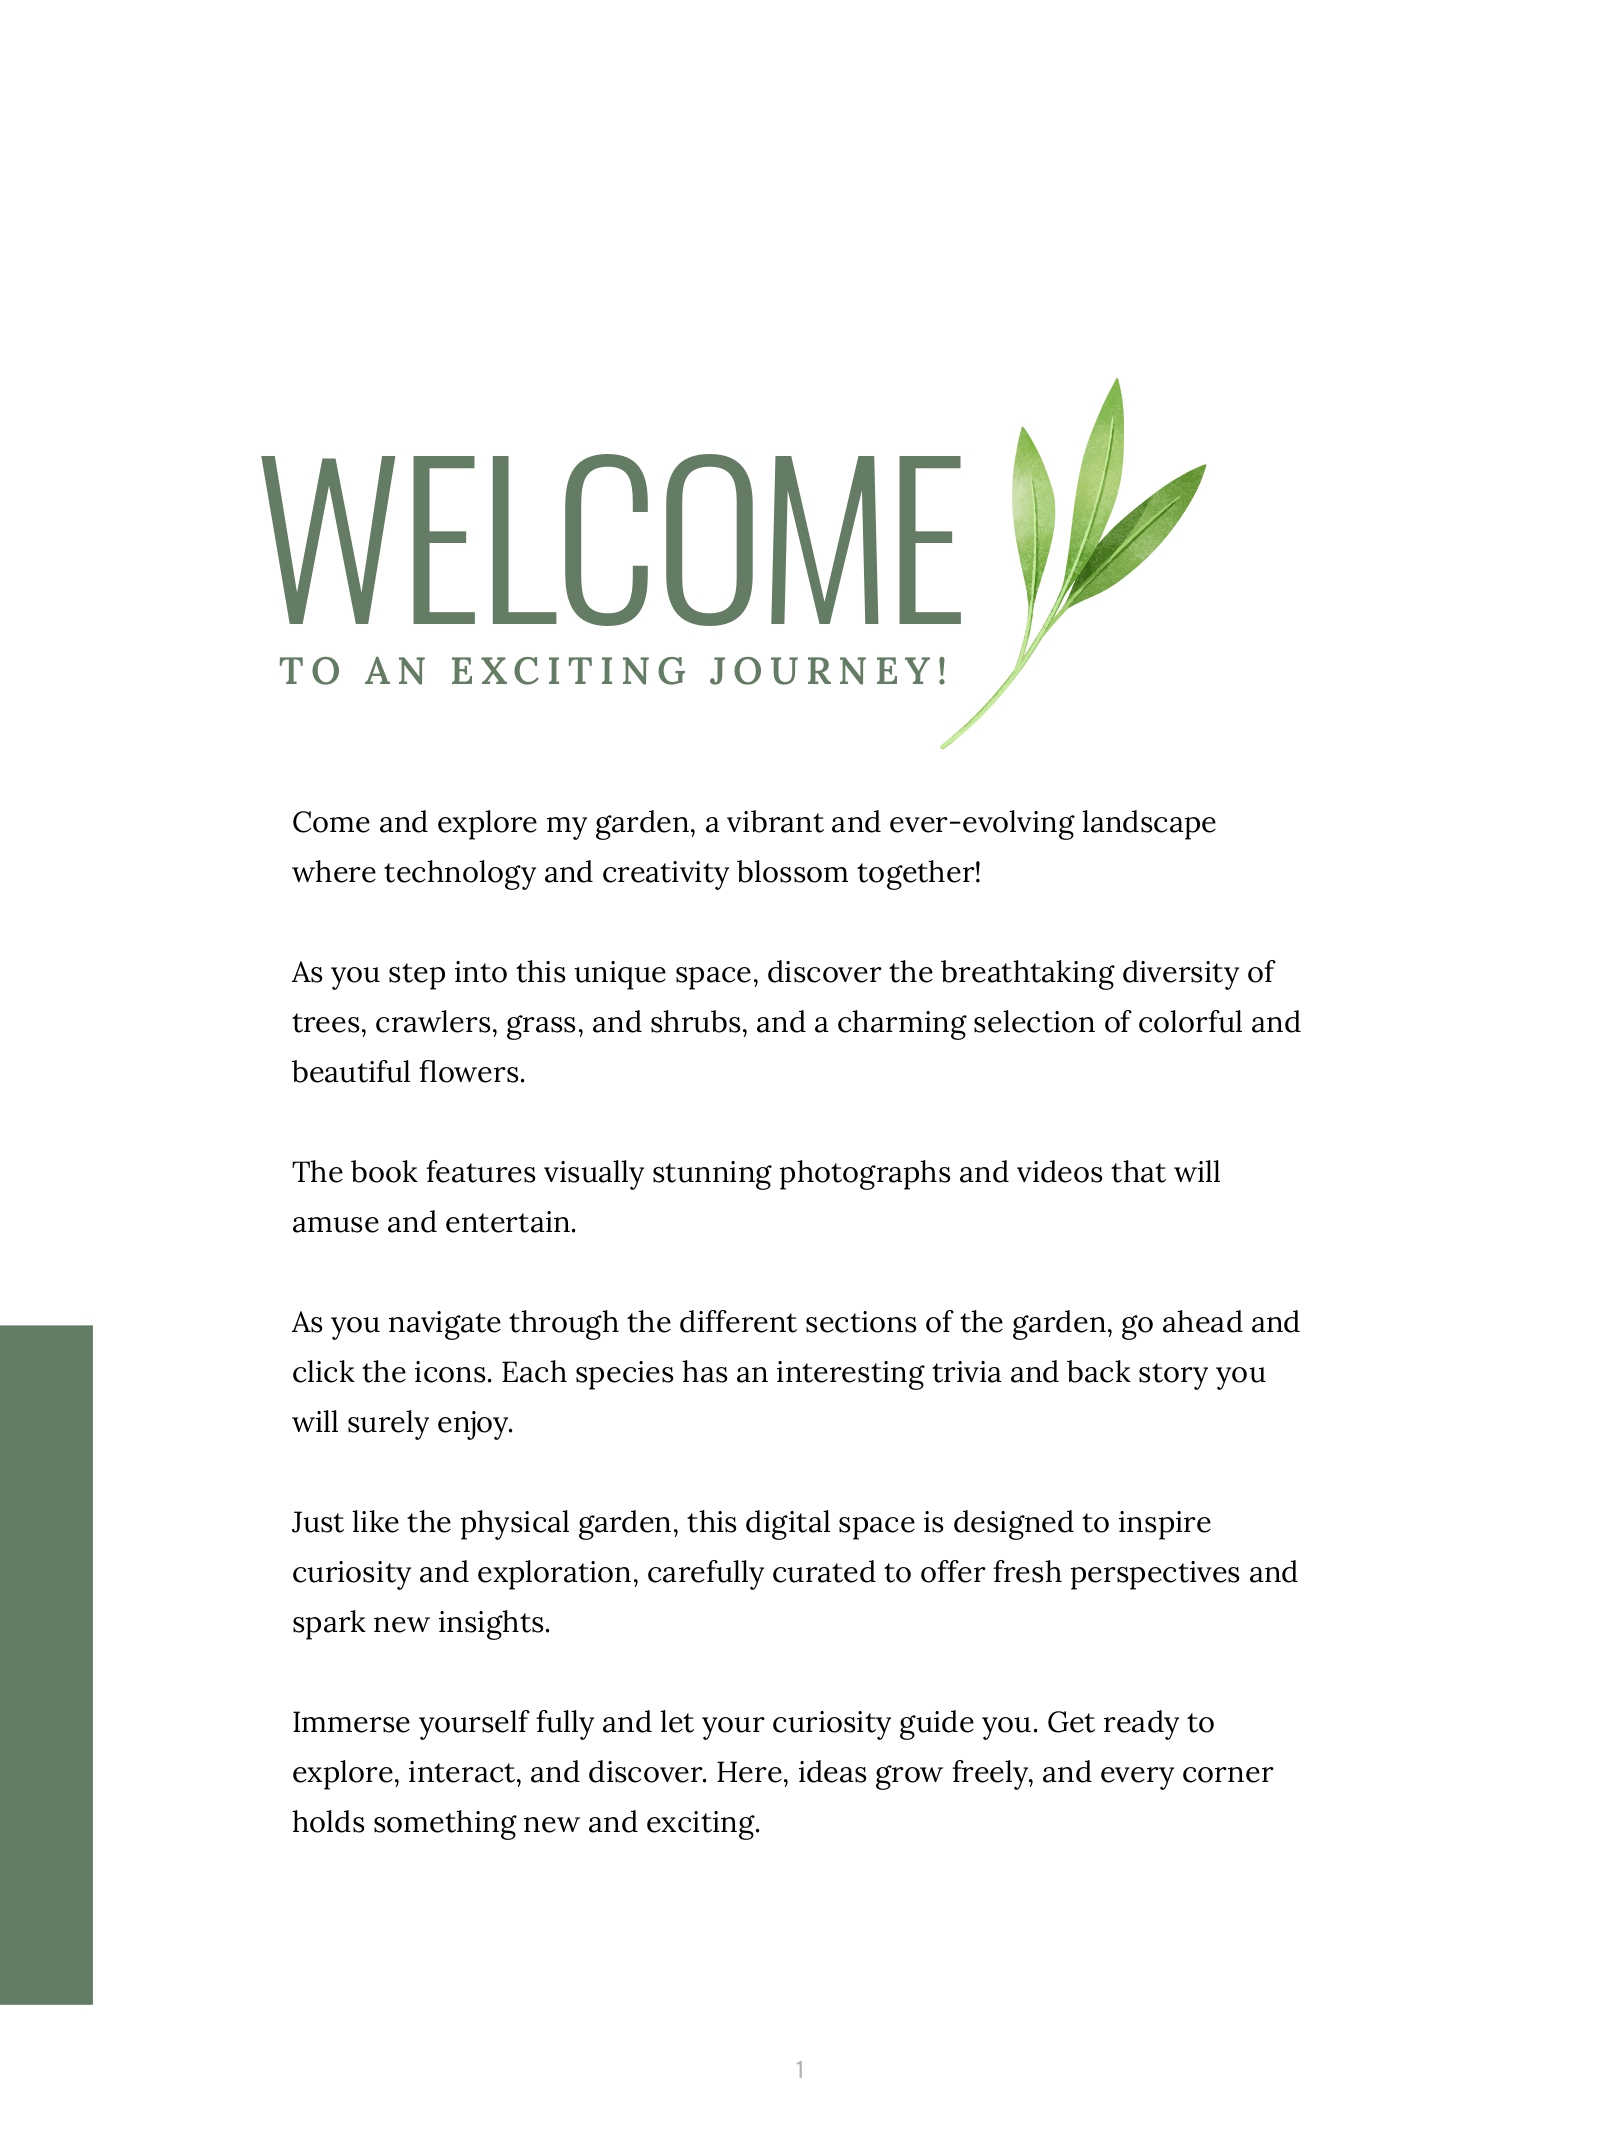 WELCOME
TO AN EXCITING JOURNEY!
Come and explore my garden, a vibrant and ever-evolving landscape
where technology and creativity blossom together!
As you step into this unique space, discover the breathtaking diversity of
trees, crawlers, grass, and shrubs, and a charming selection of colorful and
beautiful flowers.
The book features visually stunning photographs and videos that will
amuse and entertain.
As you navigate through the different sections of the garden, go ahead and
click the icons. Each species has an interesting trivia and back story you
will surely enjoy.
Just like the physical garden, this digital space is designed to inspire
curiosity and exploration, carefully curated to offer fresh perspectives and
spark new insights.
Immerse yourself fully and let your curiosity guide you. Get ready to
explore, interact, and discover. Here, ideas grow freely, and every corner
holds something new and exciting.
1